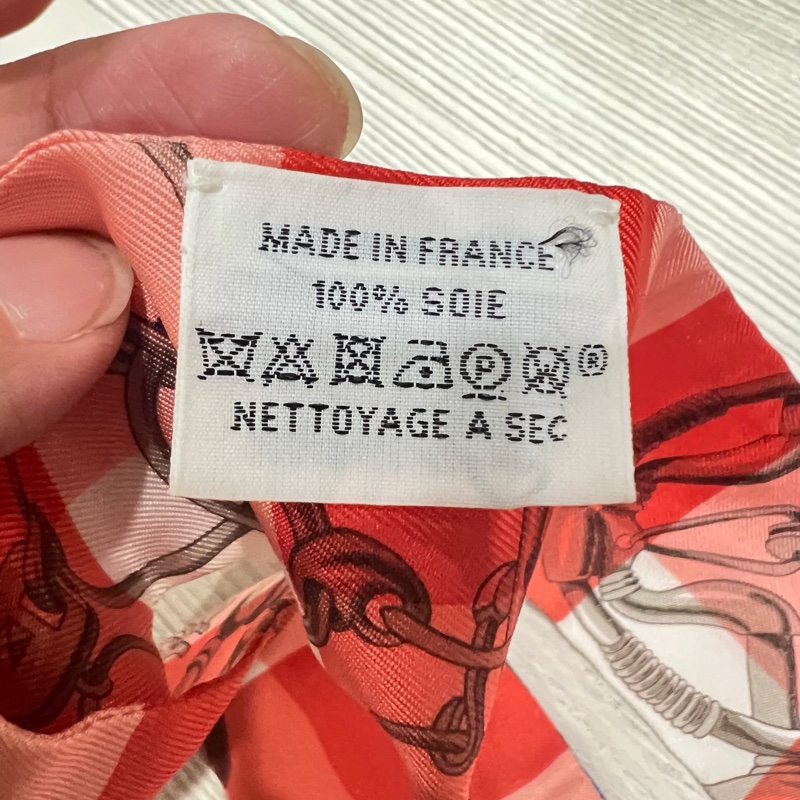 MADE IN FRANCE
100% SOIE
P ®
NETTOYAGE A SEC